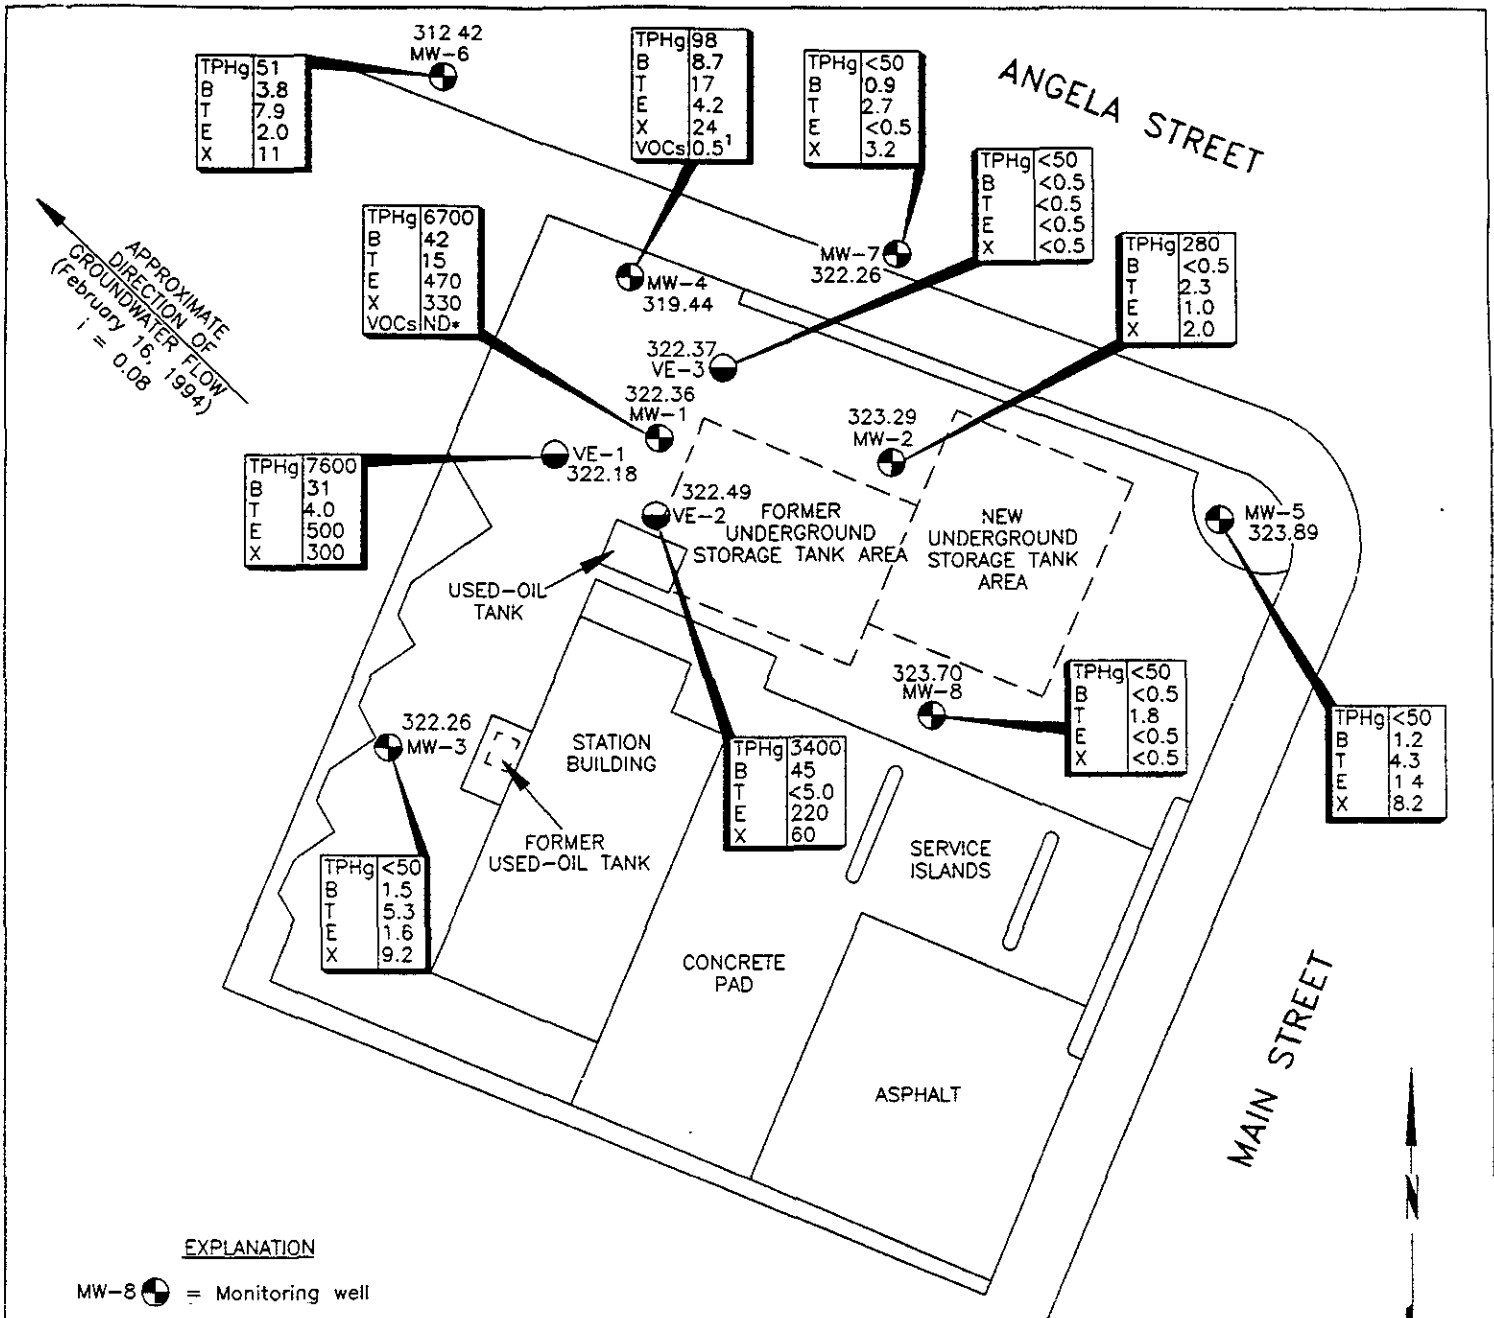 312 42
MW-6
TPHg 51
B 3.8
T 7.9
E 2.0
X 11
TPHg 98
B 8.7
T 17
E 4.2
X 24
VOCs 0.5¹
TPHg <50
B 0.9
T 2.7
E <0.5
X 3.2
ANGELA STREET
TPHg <50
B <0.5
T <0.5
E <0.5
X <0.5
APPROXIMATE
DIRECTION OF
GROUNDWATER FLOW
(February 16, 1994)
i = 0.08
TPHg 6700
B 42
T 15
E 470
X 330
VOCs ND*
MW-4
319.44
MW-7
322.26
TPHg 280
B <0.5
T 2.3
E 1.0
X 2.0
322.37
VE-3
322.36
MW-1
323.29
MW-2
TPHg 7600
B 31
T 4.0
E 500
X 300
VE-1
322.18
322.49
VE-2
FORMER
UNDERGROUND
STORAGE TANK AREA
NEW
UNDERGROUND
STORAGE TANK
AREA
MW-5
323.89
USED-OIL
TANK
323.70
MW-8
TPHg <50
B <0.5
T 1.8
E <0.5
X <0.5
TPHg <50
B 1.2
T 4.3
E 1 4
X 8.2
322.26
MW-3
STATION
BUILDING
TPHg 3400
B 45
T <5.0
E 220
X 60
FORMER
USED-OIL TANK
SERVICE
ISLANDS
TPHg <50
B 1.5
T 5.3
E 1.6
X 9.2
CONCRETE
PAD
ASPHALT
MAIN STREET
N
EXPLANATION
MW-8 = Monitoring well